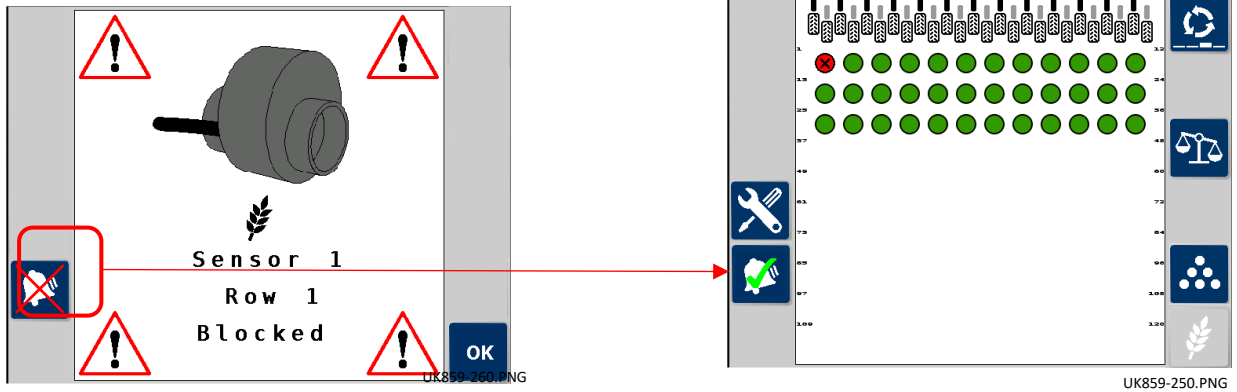 Sensor 1
Row 1
Blocked
OK
UK859-260.PNG
1 12
13 24
25 36
37 48
49 60
61 72
73 84
85 96
97 108
109 120
UK859-250.PNG